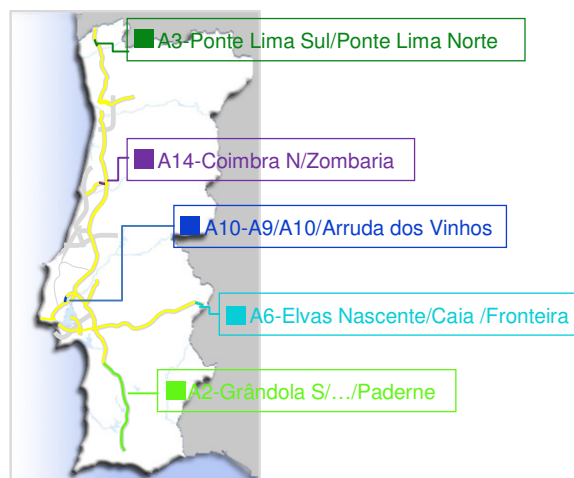 A3-Ponte Lima Sul/Ponte Lima Norte
A14-Coimbra N/Zombaria
A10-A9/A10/Arruda dos Vinhos
A6-Elvas Nascente/Caia /Fronteira
A2-Grândola S/…/Paderne